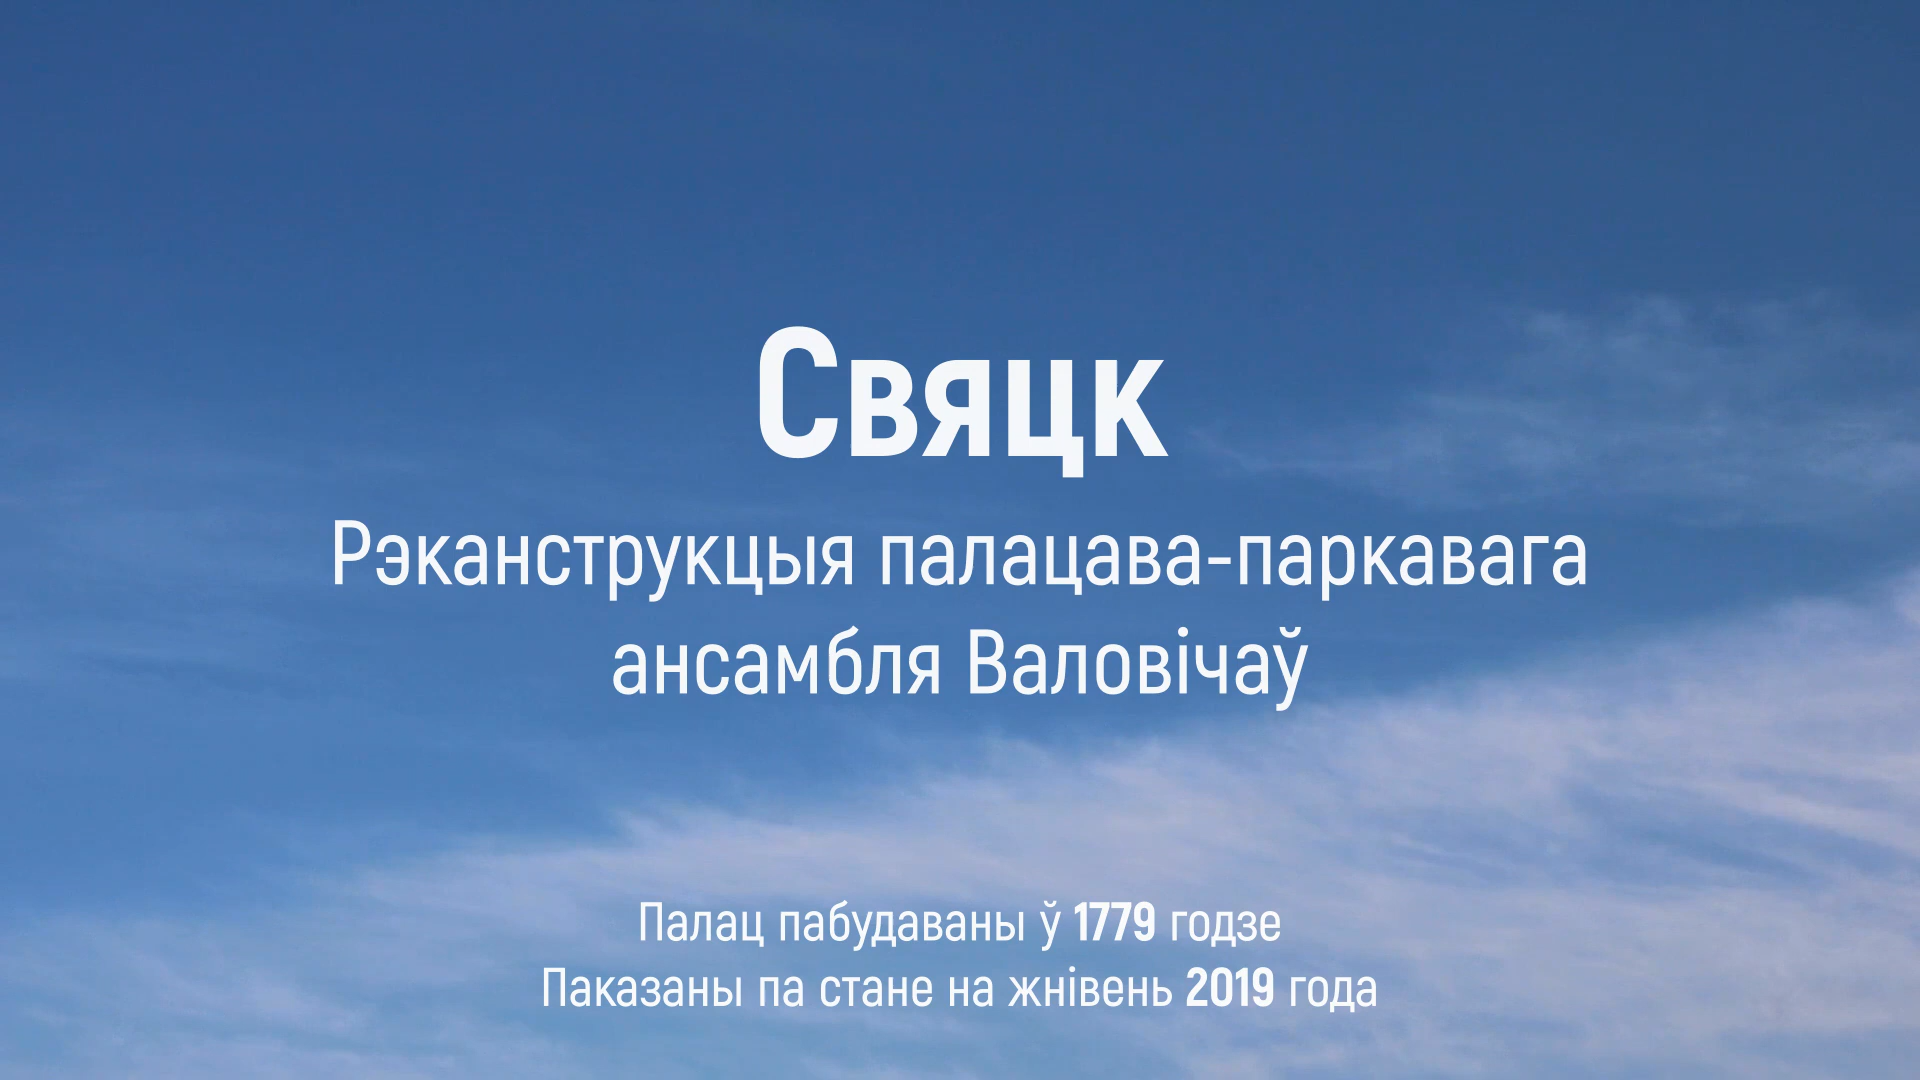 Свяцк
Рэканструкцыя палацава-паркавага
ансамбля Валовічаў
Палац пабудаваны ў 1779 годзе
Паказаны па стане на жнівень 2019 года